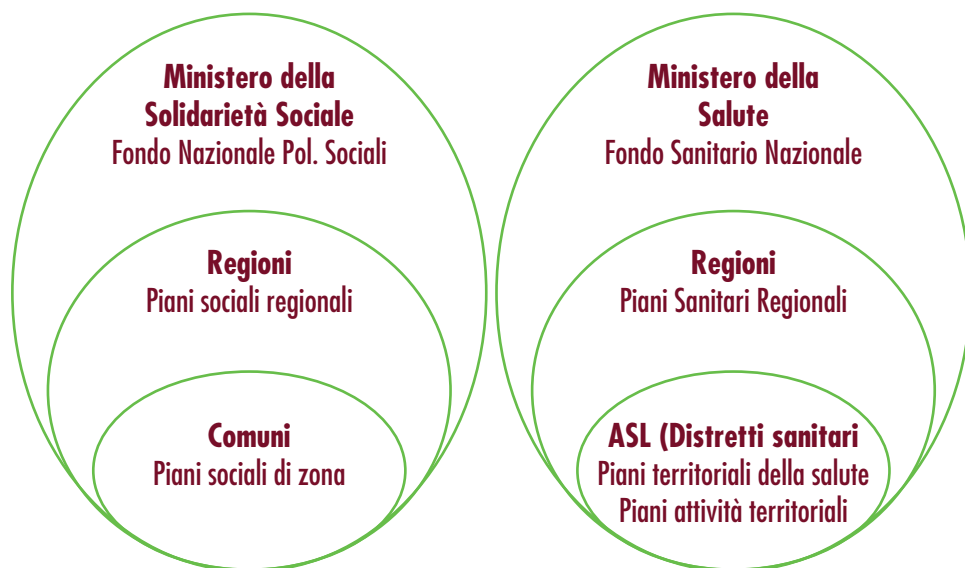 Ministero della
Solidarietà Sociale
Fondo Nazionale Pol. Sociali
Regioni
Piani sociali regionali
Comuni
Piani sociali di zona
Ministero della
Salute
Fondo Sanitario Nazionale
Regioni
Piani Sanitari Regionali
ASL (Distretti sanitari
Piani territoriali della salute
Piani attività territoriali